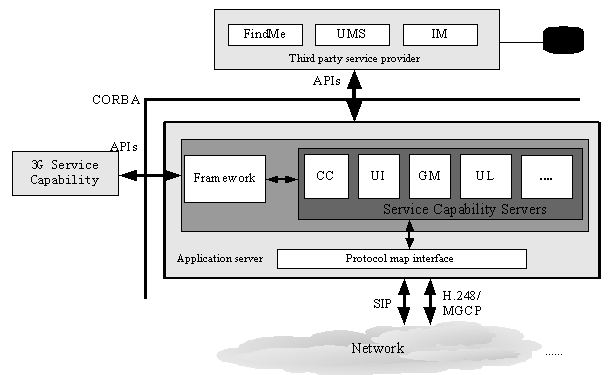 FindMe
UMS
IM
Third party service provider
APIs
CORBA
APIs
3G Service
Capability
Framework
CC
UI
GM
UL
....
Service Capability Servers
Application server
Protocol map interface
SIP
H.248/
MGCP
Network
......